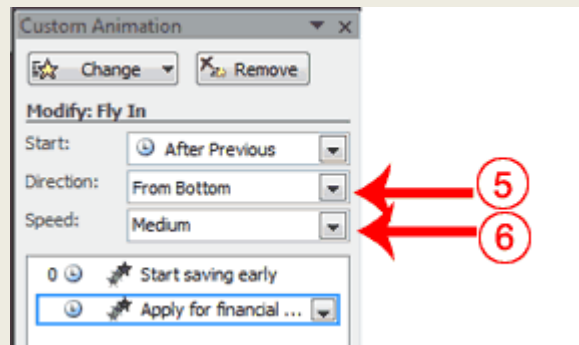 Custom Animation
Change Remove
Modify: Fly In
Start: After Previous
Direction: From Bottom 5
Speed: Medium 6
0 Start saving early
Apply for financial ...